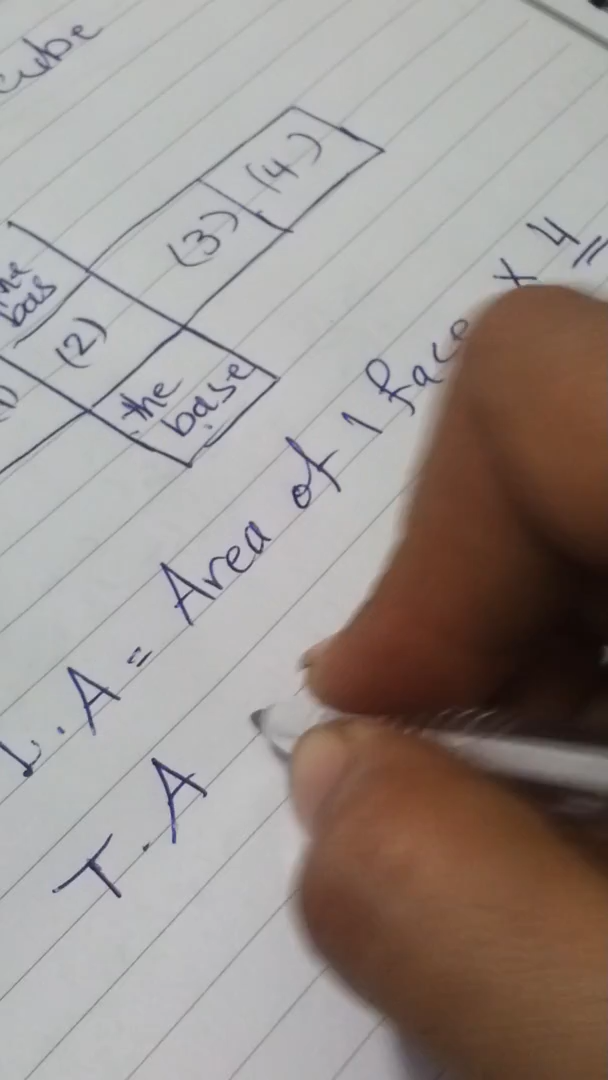 cube
(4)
(3)
the
bas
(2)
the
base
L.A = Area of 1 face x 4
T.A